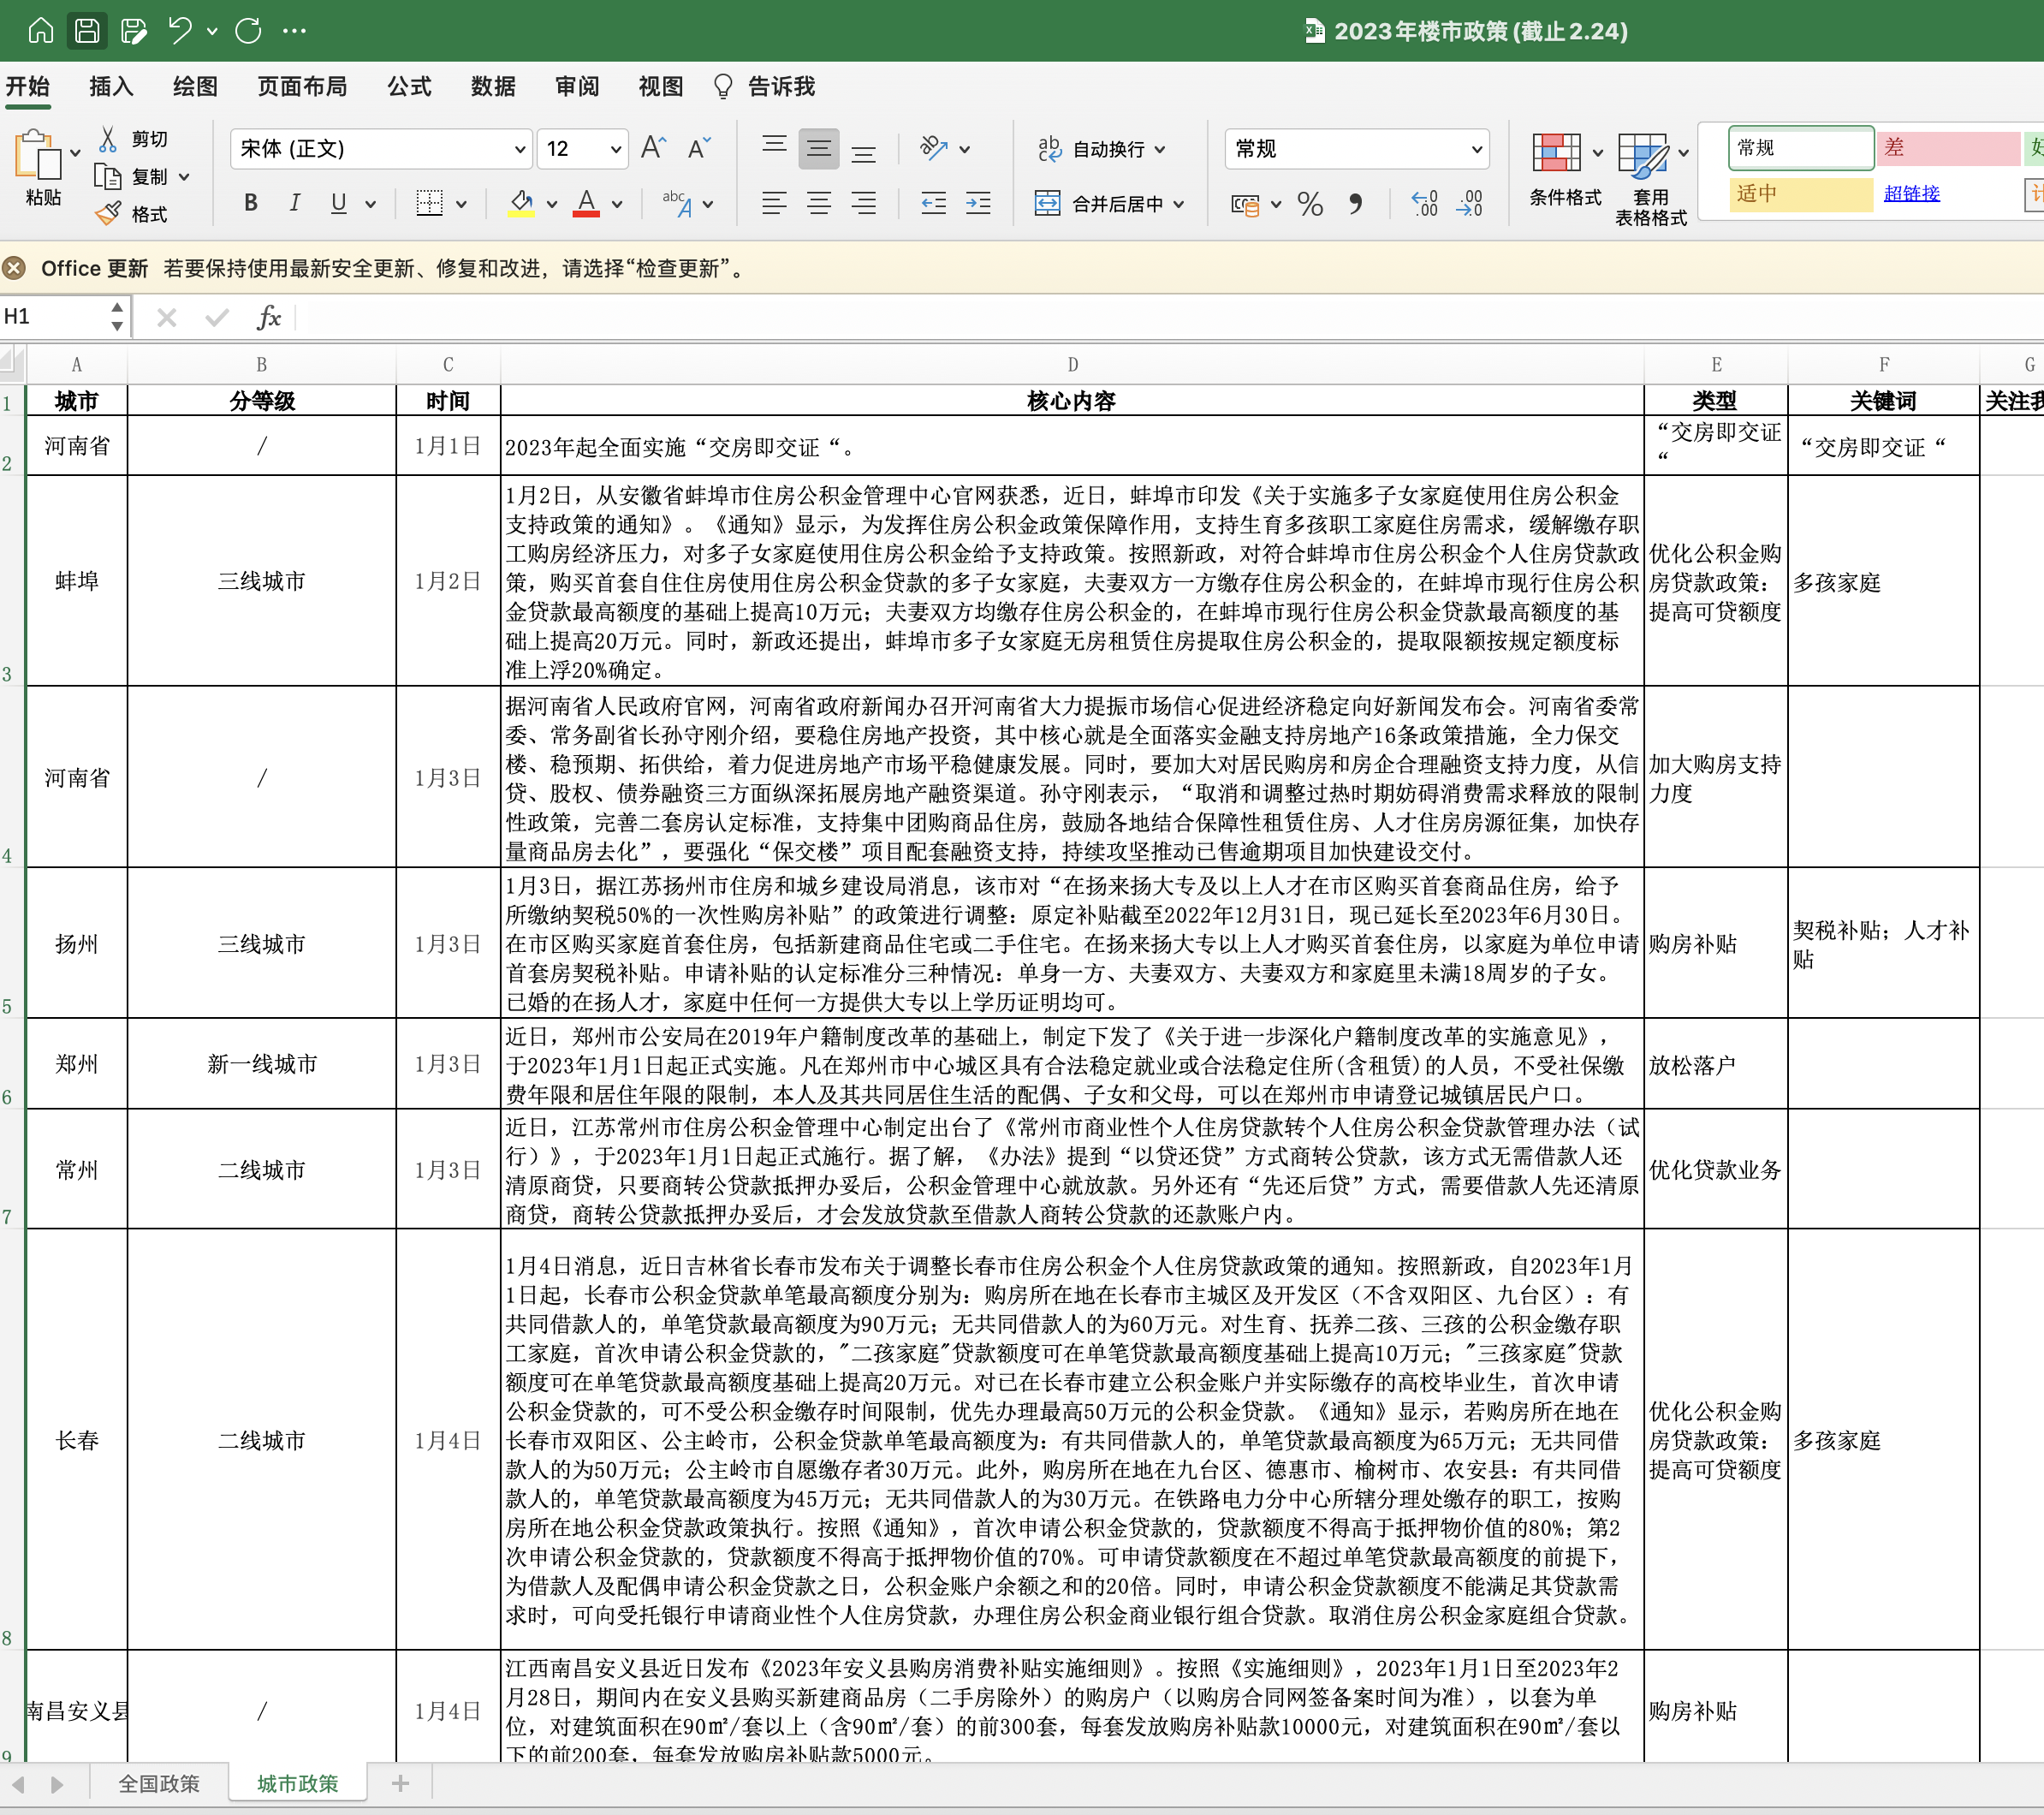 2023年楼市政策 (截止 2.24)
开始 插入 绘图 页面布局 公式 数据 审阅 视图 告诉我
粘贴
剪切
复制
格式
宋体 (正文) 12
B I U
自动换行
合并后居中
常规
条件格式
套用
表格格式
常规 差
适中 超链接
Office 更新 若要保持使用最新安全更新、修复和改进，请选择“检查更新”。
H1 fx
A B C D E F G
1 城市 分等级 时间 核心内容 类型 关键词 关注
2 河南省 / 1月1日 2023年起全面实施“交房即交证“。
“交房即交证
“
“交房即交证“
3 蚌埠 三线城市 1月2日
1月2日，从安徽省蚌埠市住房公积金管理中心官网获悉，近日，蚌埠市印发《关于实施多子女家庭使用住房公积金
支持政策的通知》。《通知》显示，为发挥住房公积金政策保障作用，支持生育多孩职工家庭住房需求，缓解缴存职
工购房经济压力，对多子女家庭使用住房公积金给予支持政策。按照新政，对符合蚌埠市住房公积金个人住房贷款政
策，购买首套自住住房使用住房公积金贷款的多子女家庭，夫妻双方一方缴存住房公积金的，在蚌埠市现行住房公积
金贷款最高额度的基础上提高10万元；夫妻双方均缴存住房公积金的，在蚌埠市现行住房公积金贷款最高额度的基
础上提高20万元。同时，新政还提出，蚌埠市多子女家庭无房租赁住房提取住房公积金的，提取限额按规定额度标
准上浮20%确定。
优化公积金购
房贷款政策：
提高可贷额度
多孩家庭
4 河南省 / 1月3日
据河南省人民政府官网，河南省政府新闻办召开河南省大力提振市场信心促进经济稳定向好新闻发布会。河南省委常
委、常务副省长孙守刚介绍，要稳住房地产投资，其中核心就是全面落实金融支持房地产16条政策措施，全力保交
楼、稳预期、拓供给，着力促进房地产市场平稳健康发展。同时，要加大对居民购房和房企合理融资支持力度，从信
贷、股权、债券融资三方面纵深拓展房地产融资渠道。孙守刚表示，“取消和调整过热时期妨碍消费需求释放的限制
性政策，完善二套房认定标准，支持集中团购商品住房，鼓励各地结合保障性租赁住房、人才住房房源征集，加快存
量商品房去化”，要强化“保交楼”项目配套融资支持，持续攻坚推动已售逾期项目加快建设交付。
加大购房支持
力度
5 扬州 三线城市 1月3日
1月3日，据江苏扬州市住房和城乡建设局消息，该市对“在扬来扬大专及以上人才在市区购买首套商品住房，给予
所缴纳契税50%的一次性购房补贴”的政策进行调整：原定补贴截至2022年12月31日，现已延长至2023年6月30日。
在市区购买家庭首套住房，包括新建商品住宅或二手住宅。在扬来扬大专以上人才购买首套住房，以家庭为单位申请
首套房契税补贴。申请补贴的认定标准分三种情况：单身一方、夫妻双方、夫妻双方和家庭里未满18周岁的子女。
已婚的在扬人才，家庭中任何一方提供大专以上学历证明均可。
购房补贴
契税补贴；人才补
贴
6 郑州 新一线城市 1月3日
近日，郑州市公安局在2019年户籍制度改革的基础上，制定下发了《关于进一步深化户籍制度改革的实施意见》，
于2023年1月1日起正式实施。凡在郑州市中心城区具有合法稳定就业或合法稳定住所(含租赁)的人员，不受社保缴
费年限和居住年限的限制，本人及其共同居住生活的配偶、子女和父母，可以在郑州市申请登记城镇居民户口。
放松落户
7 常州 二线城市 1月3日
近日，江苏常州市住房公积金管理中心制定出台了《常州市商业性个人住房贷款转个人住房公积金贷款管理办法（试
行）》，于2023年1月1日起正式施行。据了解，《办法》提到“以贷还贷”方式商转公贷款，该方式无需借款人还
清原商贷，只要商转公贷款抵押办妥后，公积金管理中心就放款。另外还有“先还后贷”方式，需要借款人先还清原
商贷，商转公贷款抵押办妥后，才会发放贷款至借款人商转公贷款的还款账户内。
优化贷款业务
8 长春 二线城市 1月4日
1月4日消息，近日吉林省长春市发布关于调整长春市住房公积金个人住房贷款政策的通知。按照新政，自2023年1月
1日起，长春市公积金贷款单笔最高额度分别为：购房所在地在长春市主城区及开发区（不含双阳区、九台区）：有
共同借款人的，单笔贷款最高额度为90万元；无共同借款人的为60万元。对生育、抚养二孩、三孩的公积金缴存职
工家庭，首次申请公积金贷款的，"二孩家庭"贷款额度可在单笔贷款最高额度基础上提高10万元；"三孩家庭"贷款
额度可在单笔贷款最高额度基础上提高20万元。对已在长春市建立公积金账户并实际缴存的高校毕业生，首次申请
公积金贷款的，可不受公积金缴存时间限制，优先办理最高50万元的公积金贷款。《通知》显示，若购房所在地在
长春市双阳区、公主岭市，公积金贷款单笔最高额度为：有共同借款人的，单笔贷款最高额度为65万元；无共同借
款人的为50万元；公主岭市自愿缴存者30万元。此外，购房所在地在九台区、德惠市、榆树市、农安县：有共同借
款人的，单笔贷款最高额度为45万元；无共同借款人的为30万元。在铁路电力分中心所辖分理处缴存的职工，按购
房所在地公积金贷款政策执行。按照《通知》，首次申请公积金贷款的，贷款额度不得高于抵押物价值的80%；第2
次申请公积金贷款的，贷款额度不得高于抵押物价值的70%。可申请贷款额度在不超过单笔贷款最高额度的前提下，
为借款人及配偶申请公积金贷款之日，公积金账户余额之和的20倍。同时，申请公积金贷款额度不能满足其贷款需
求时，可向受托银行申请商业性个人住房贷款，办理住房公积金商业银行组合贷款。取消住房公积金家庭组合贷款。
优化公积金购
房贷款政策：
提高可贷额度
多孩家庭
9 南昌安义县 / 1月4日
江西南昌安义县近日发布《2023年安义县购房消费补贴实施细则》。按照《实施细则》，2023年1月1日至2023年2
月28日，期间内在安义县购买新建商品房（二手房除外）的购房户（以购房合同网签备案时间为准），以套为单
位，对建筑面积在90㎡/套以上（含90㎡/套）的前300套，每套发放购房补贴款10000元，对建筑面积在90㎡/套以
下的前200套，每套发放购房补贴款5000元。
购房补贴
全国政策 城市政策